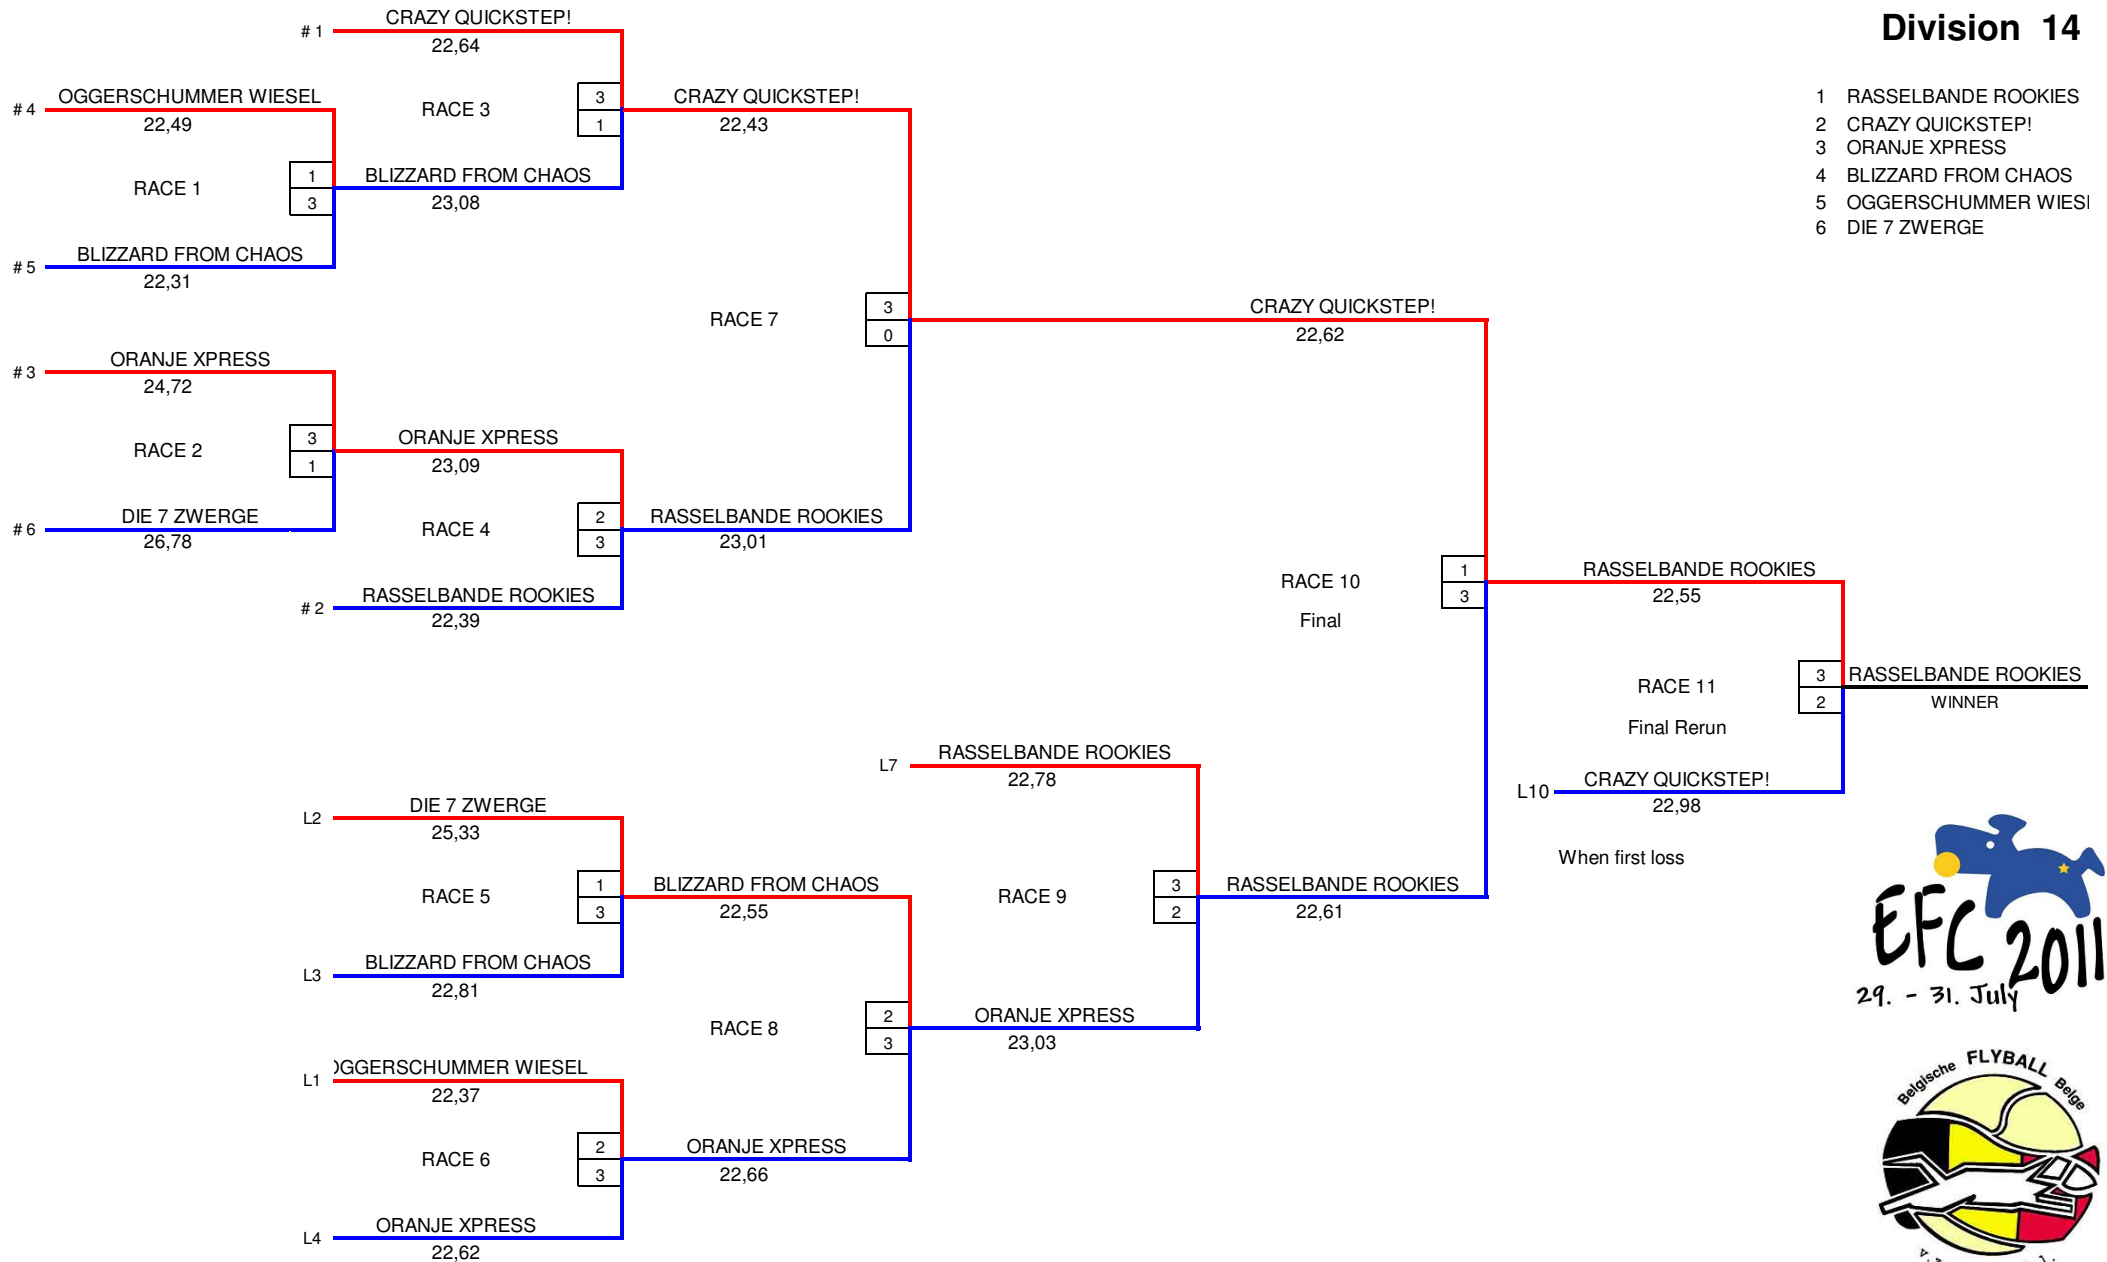 Division 14
1 RASSELBANDE ROOKIES
2 CRAZY QUICKSTEP!
3 ORANJE XPRESS
4 BLIZZARD FROM CHAOS
5 OGGERSCHUMMER WIESI
6 DIE 7 ZWERGE
# 1 CRAZY QUICKSTEP!
22,64
# 4 OGGERSCHUMMER WIESEL
22,49
RACE 3
3
1
CRAZY QUICKSTEP!
22,43
RACE 1
1
3
BLIZZARD FROM CHAOS
23,08
# 5 BLIZZARD FROM CHAOS
22,31
RACE 7
3
0
CRAZY QUICKSTEP!
22,62
# 3 ORANJE XPRESS
24,72
RACE 2
3
1
ORANJE XPRESS
23,09
# 6 DIE 7 ZWERGE
26,78
RACE 4
2
3
RASSELBANDE ROOKIES
23,01
# 2 RASSELBANDE ROOKIES
22,39
RACE 10
Final
1
3
RASSELBANDE ROOKIES
22,55
RACE 11
Final Rerun
3
2
RASSELBANDE ROOKIES
WINNER
L7 RASSELBANDE ROOKIES
22,78
L10 CRAZY QUICKSTEP!
22,98
When first loss
L2 DIE 7 ZWERGE
25,33
RACE 5
1
3
BLIZZARD FROM CHAOS
22,55
RACE 9
3
2
RASSELBANDE ROOKIES
22,61
L3 BLIZZARD FROM CHAOS
22,81
RACE 8
2
3
ORANJE XPRESS
23,03
L1 OGGERSCHUMMER WIESEL
22,37
RACE 6
2
3
ORANJE XPRESS
22,66
L4 ORANJE XPRESS
22,62
EFC 2011
29. - 31. July
Belgische FLYBALL Belge